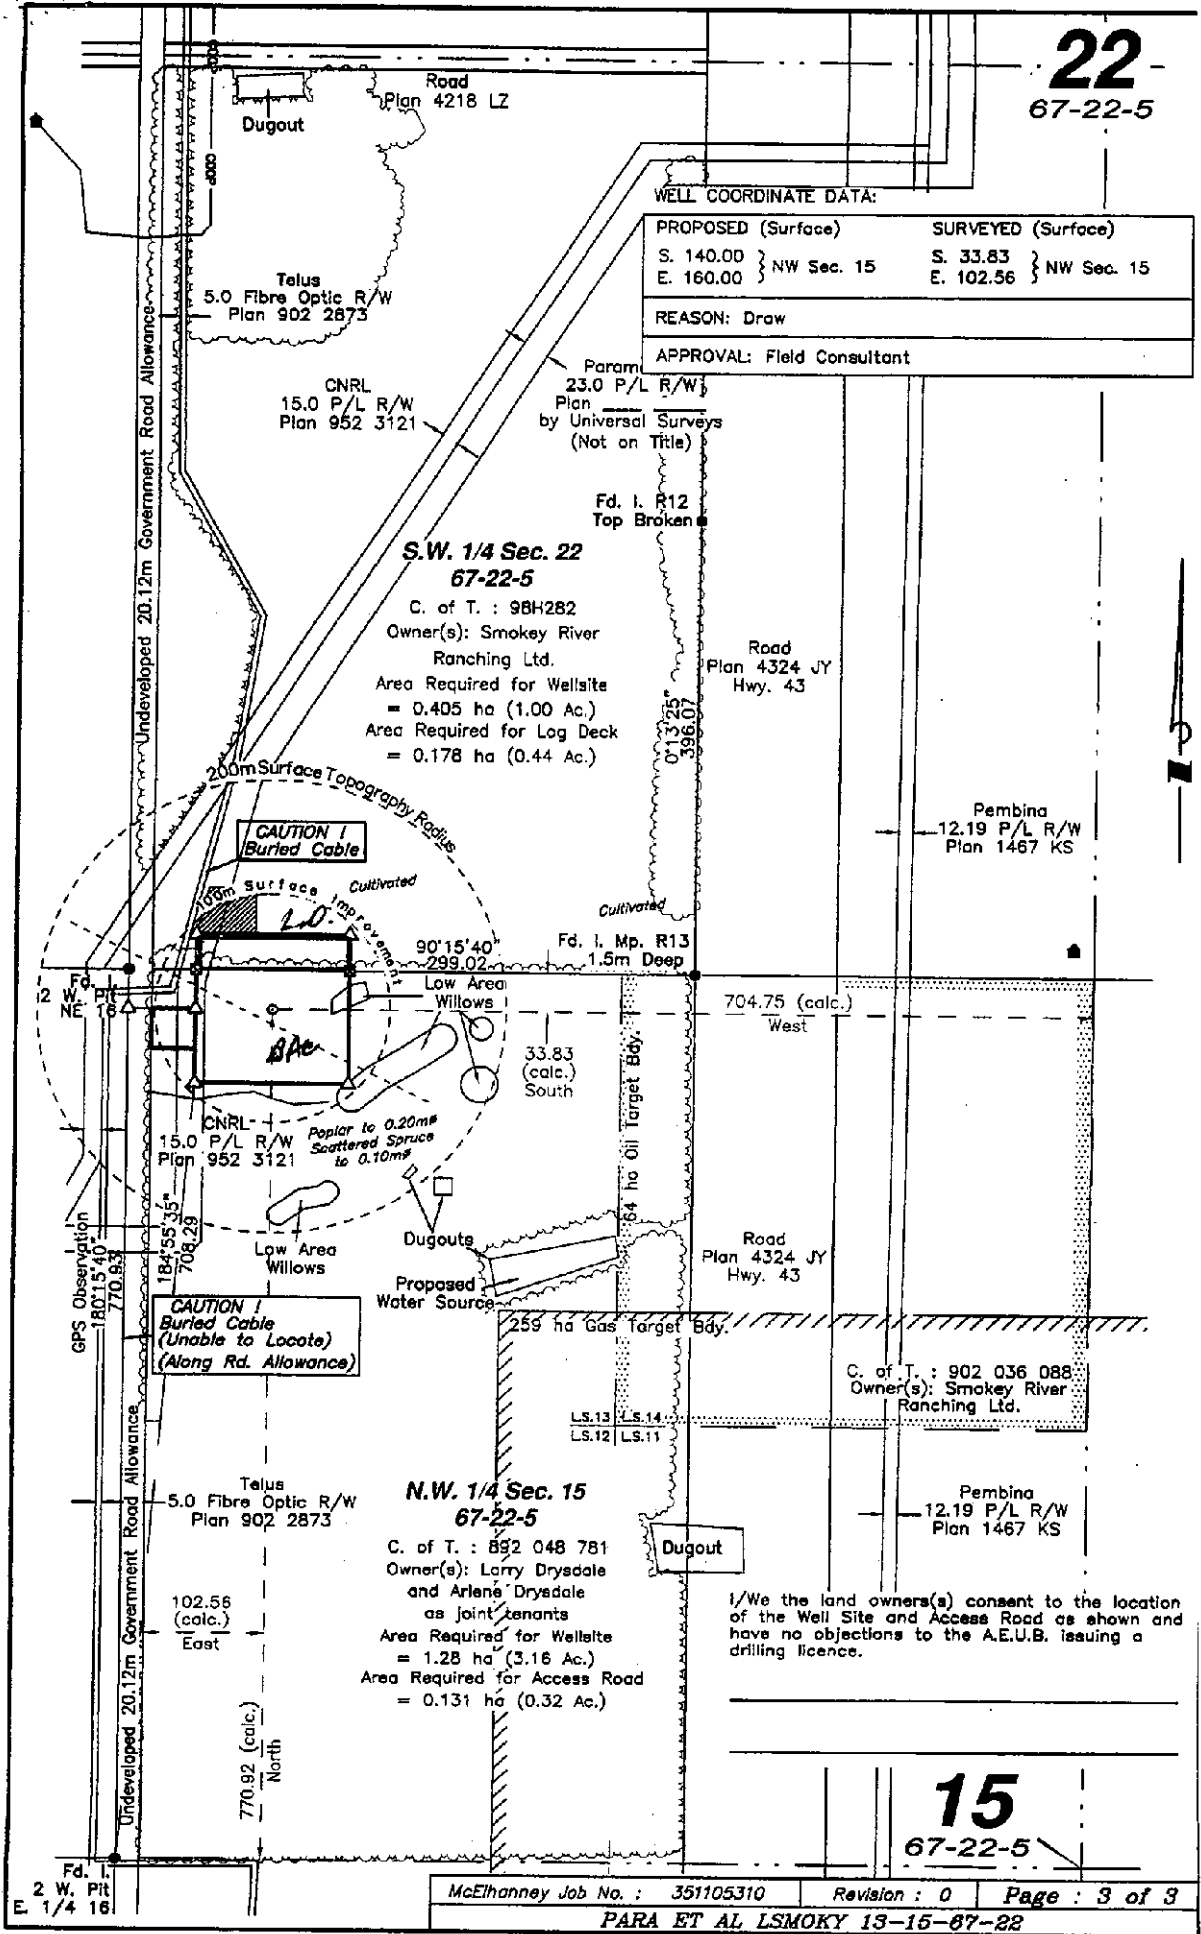 22
67-22-5
Road
Plan 4218 LZ
Dugout
COOP
COOP
WELL COORDINATE DATA:
PROPOSED (Surface)
S. 140.00
E. 160.00
} NW Sec. 15
SURVEYED (Surface)
S. 33.83
E. 102.56
} NW Sec. 15
REASON: Draw
APPROVAL: Field Consultant
Telus
5.0 Fibre Optic R/W
Plan 902 2873
Undeveloped 20.12m Government Road Allowance
CNRL
15.0 P/L R/W
Plan 952 3121
Param
23.0 P/L R/W
Plan
by Universal Surveys
(Not on Title)
Fd. I. R12
Top Broken
S.W. 1/4 Sec. 22
67-22-5
C. of T. : 98H282
Owner(s): Smokey River
Ranching Ltd.
Area Required for Wellsite
= 0.405 ha (1.00 Ac.)
Area Required for Log Deck
= 0.178 ha (0.44 Ac.)
Road
Plan 4324 JY
Hwy. 43
0°13'25"
396.07
200m Surface Topography Radius
CAUTION !
Buried Cable
100m Surface Improvement
Cultivated
L.D.
Pembina
12.19 P/L R/W
Plan 1467 KS
Cultivated
90°15'40"
299.02
Fd. I. Mp. R13
1.5m Deep
Low Area
Willows
Fd.
2 W. Pit
NE 16
704.75 (calc.)
West
33.83
(calc.)
South
64 ha Oil Target Bdy.
CNRL
15.0 P/L R/W
Plan 952 3121
Poplar to 0.20mø
Scattered Spruce
to 0.10mø
GPS Observation
180°15'40"
770.93
184°55'35"
708.29
Low Area
Willows
Dugouts
Proposed
Water Source
Road
Plan 4324 JY
Hwy. 43
CAUTION !
Buried Cable
(Unable to Locate)
(Along Rd. Allowance)
259 ha Gas Target Bdy.
C. of T. : 902 036 088
Owner(s): Smokey River
Ranching Ltd.
L.S.13 L.S.14
L.S.12 L.S.11
Undeveloped 20.12m Government Road Allowance
Telus
5.0 Fibre Optic R/W
Plan 902 2873
N.W. 1/4 Sec. 15
67-22-5
C. of T. : 892 048 781
Owner(s): Larry Drysdale
and Arlene Drysdale
as joint tenants
Area Required for Wellsite
= 1.28 ha (3.16 Ac.)
Area Required for Access Road
= 0.131 ha (0.32 Ac.)
Pembina
12.19 P/L R/W
Plan 1467 KS
Dugout
102.56
(calc.)
East
770.92 (calc.)
North
I/We the land owners(s) consent to the location
of the Well Site and Access Road as shown and
have no objections to the A.E.U.B. issuing a
drilling licence.
15
67-22-5
Fd. I.
2 W. Pit
E. 1/4 16
McElhanney Job No. : 351105310
Revision : 0
Page : 3 of 3
PARA ET AL LSMOKY 13-15-67-22